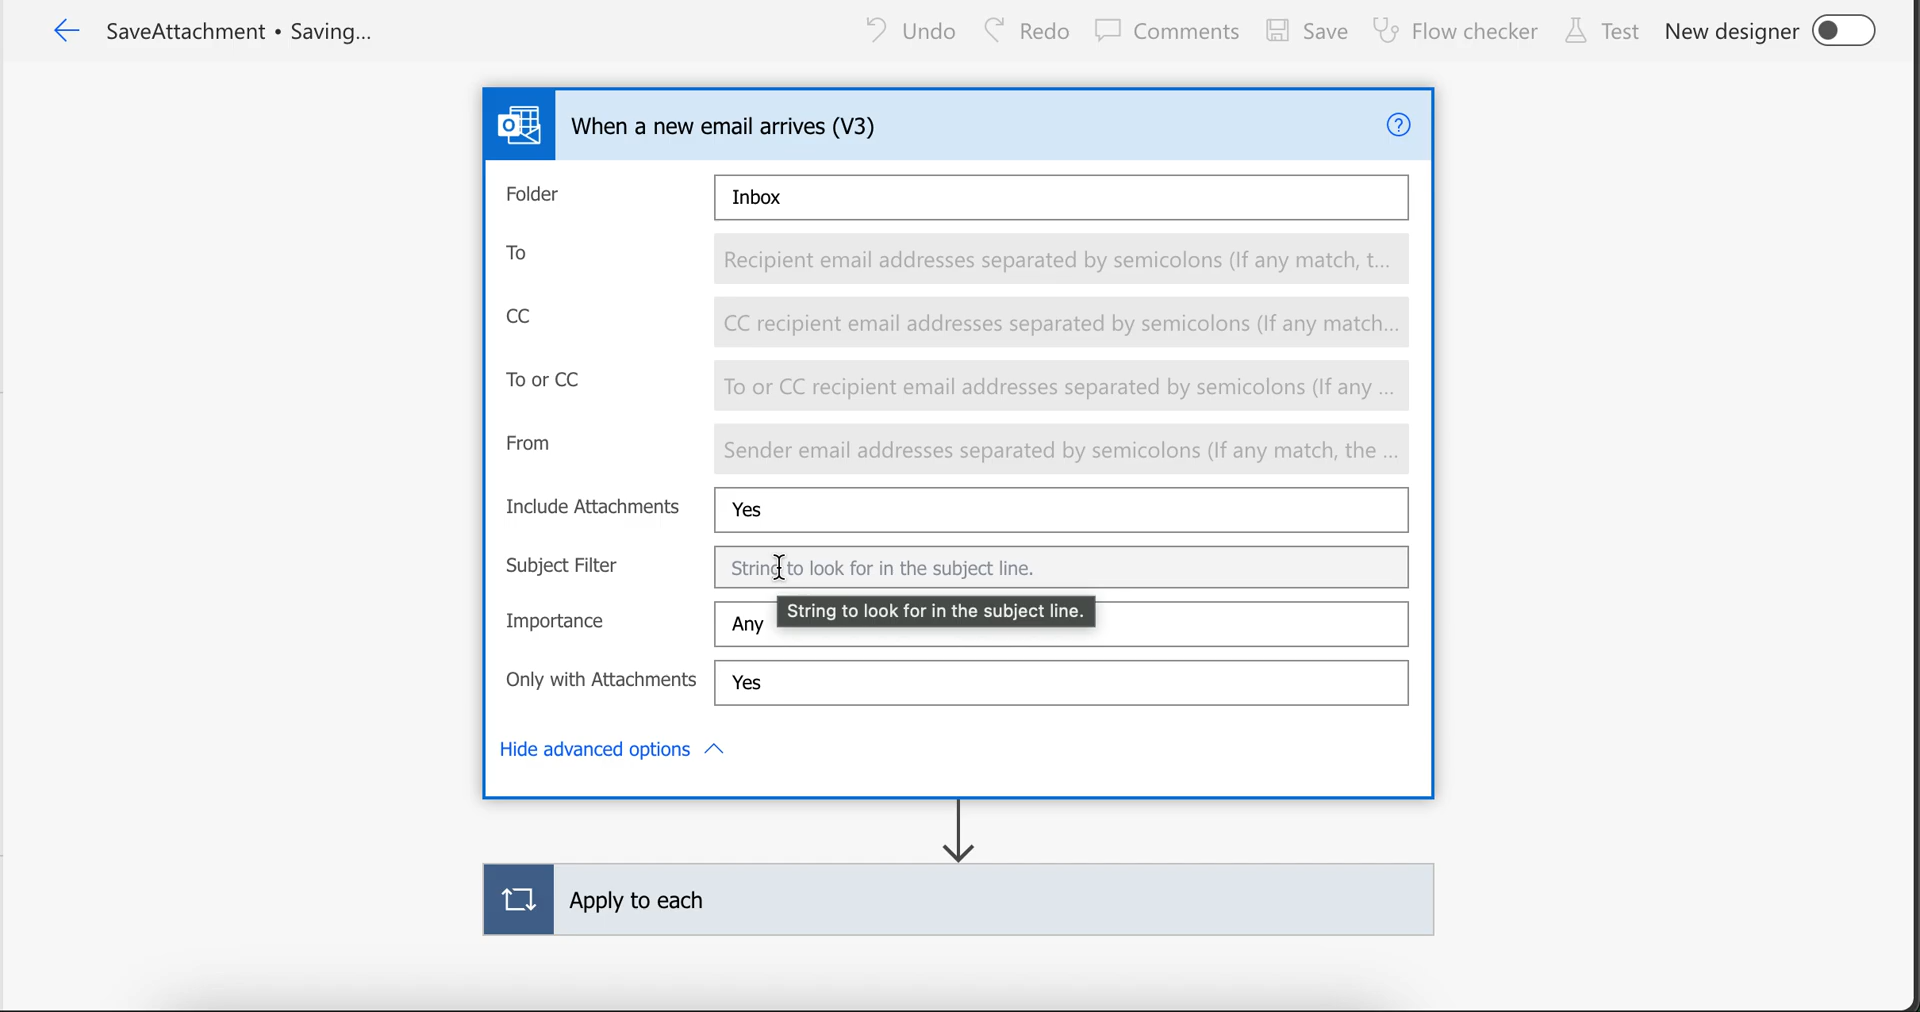 SaveAttachment • Saving...
Undo
Redo
Comments
Save
Flow checker
Test
New designer
When a new email arrives (V3)
?
Folder
Inbox
To
Recipient email addresses separated by semicolons (If any match, t...
CC
CC recipient email addresses separated by semicolons (If any match...
To or CC
To or CC recipient email addresses separated by semicolons (If any ...
From
Sender email addresses separated by semicolons (If any match, the ...
Include Attachments
Yes
Subject Filter
String to look for in the subject line.
String to look for in the subject line.
Importance
Any
Only with Attachments
Yes
Hide advanced options
Apply to each